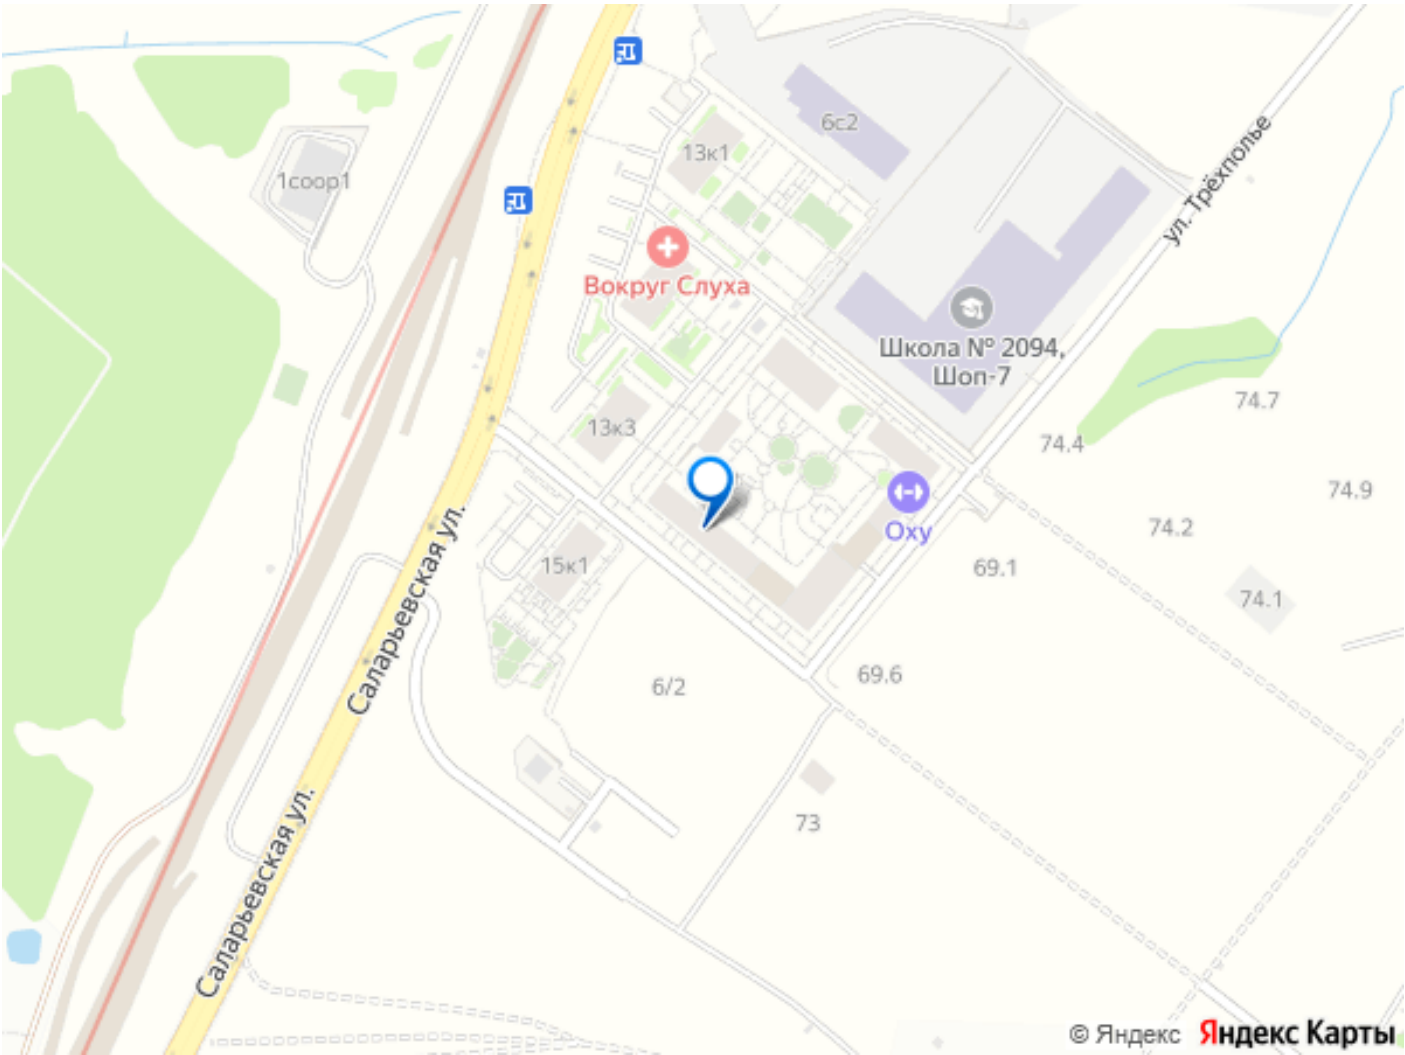 6с2
13к1
ул. Трёхполье
1соор1
Вокруг Слуха
Школа № 2094,
Шоп-7
74.7
13к3
74.4
74.9
Оху
74.2
Саларьевская ул.
15к1
69.1
74.1
69.6
6/2
73
Саларьевская ул.
© Яндекс Яндекс Карты